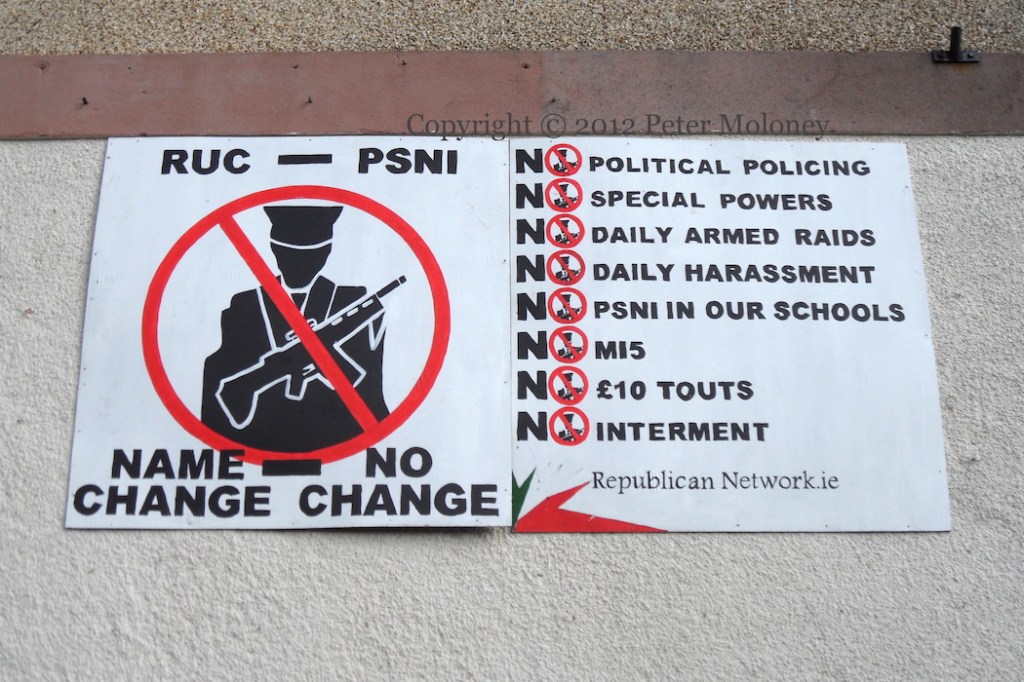 Copyright © 2012 Peter Moloney
RUC — PSNI
NAME — NO
CHANGE CHANGE
NO POLITICAL POLICING
NO SPECIAL POWERS
NO DAILY ARMED RAIDS
NO DAILY HARASSMENT
NO PSNI IN OUR SCHOOLS
NO MI5
NO £10 TOUTS
NO INTERMENT
Republican Network.ie